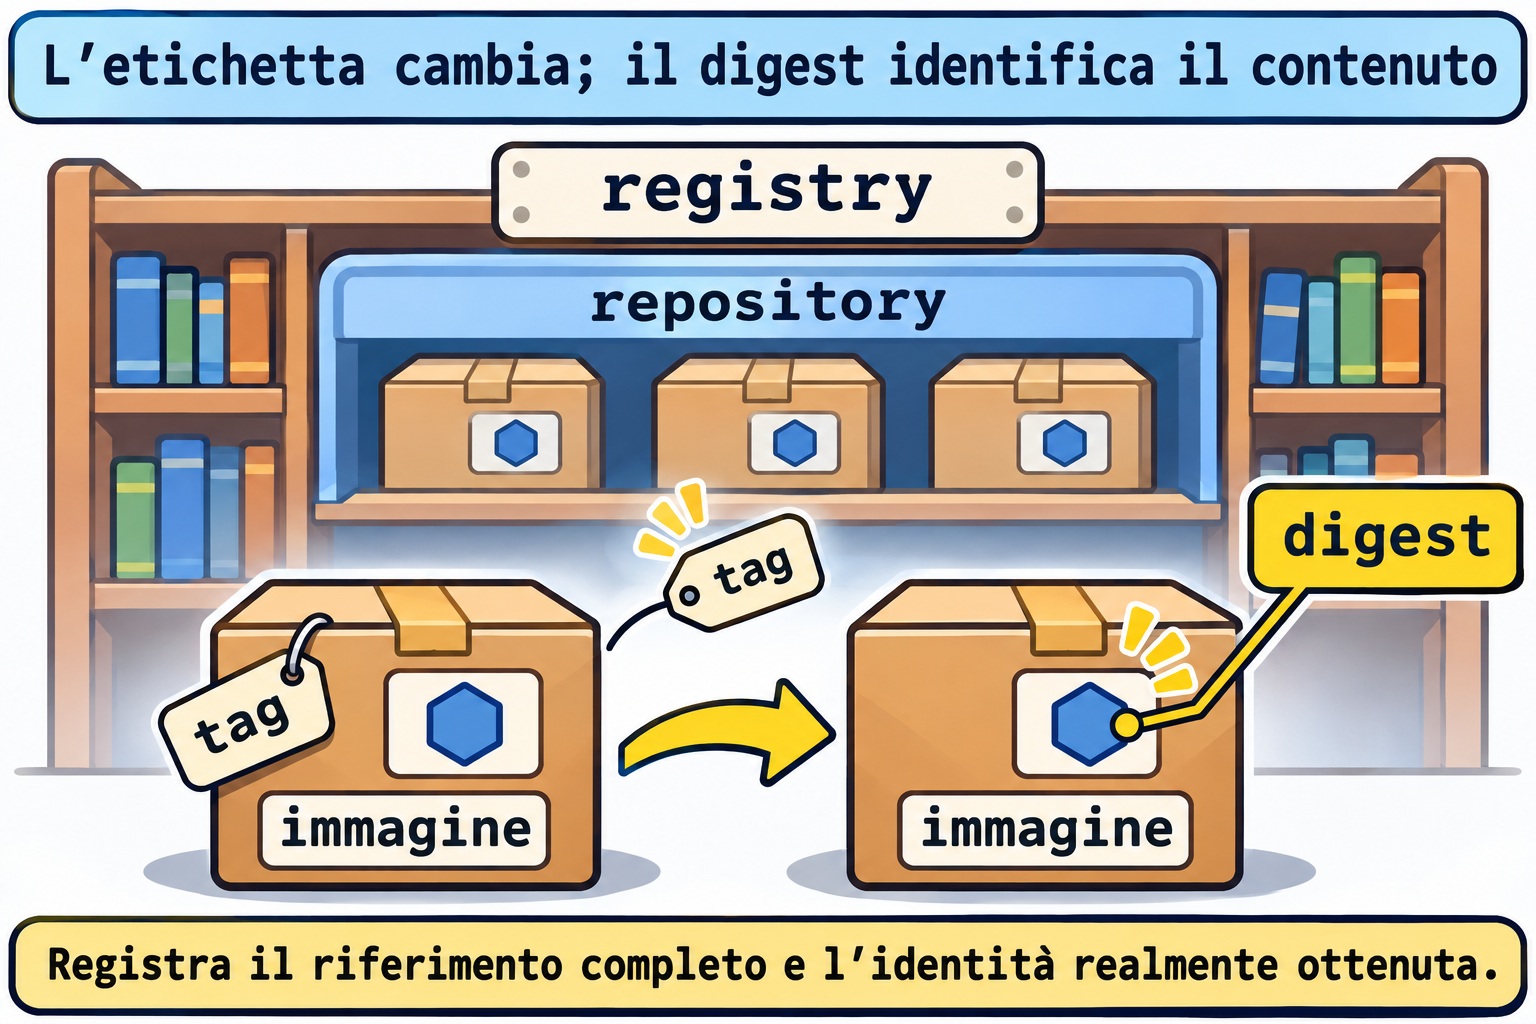 L’etichetta cambia; il digest identifica il contenuto
registry
repository
digest
tag
tag
immagine
immagine
Registra il riferimento completo e l’identità realmente ottenuta.